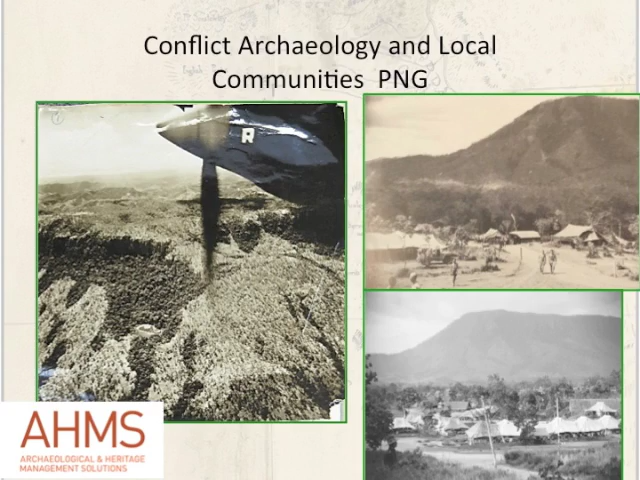 Conflict Archaeology and Local
Communities PNG
R
AHMS
ARCHAEOLOGICAL & HERITAGE
MANAGEMENT SOLUTIONS